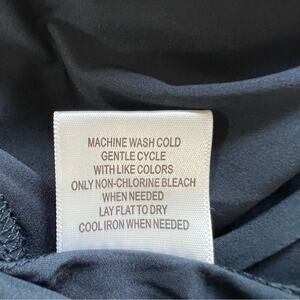 MACHINE WASH COLD
GENTLE CYCLE
WITH LIKE COLORS
ONLY NON-CHLORINE BLEACH
WHEN NEEDED
LAY FLAT TO DRY
COOL IRON WHEN NEEDED